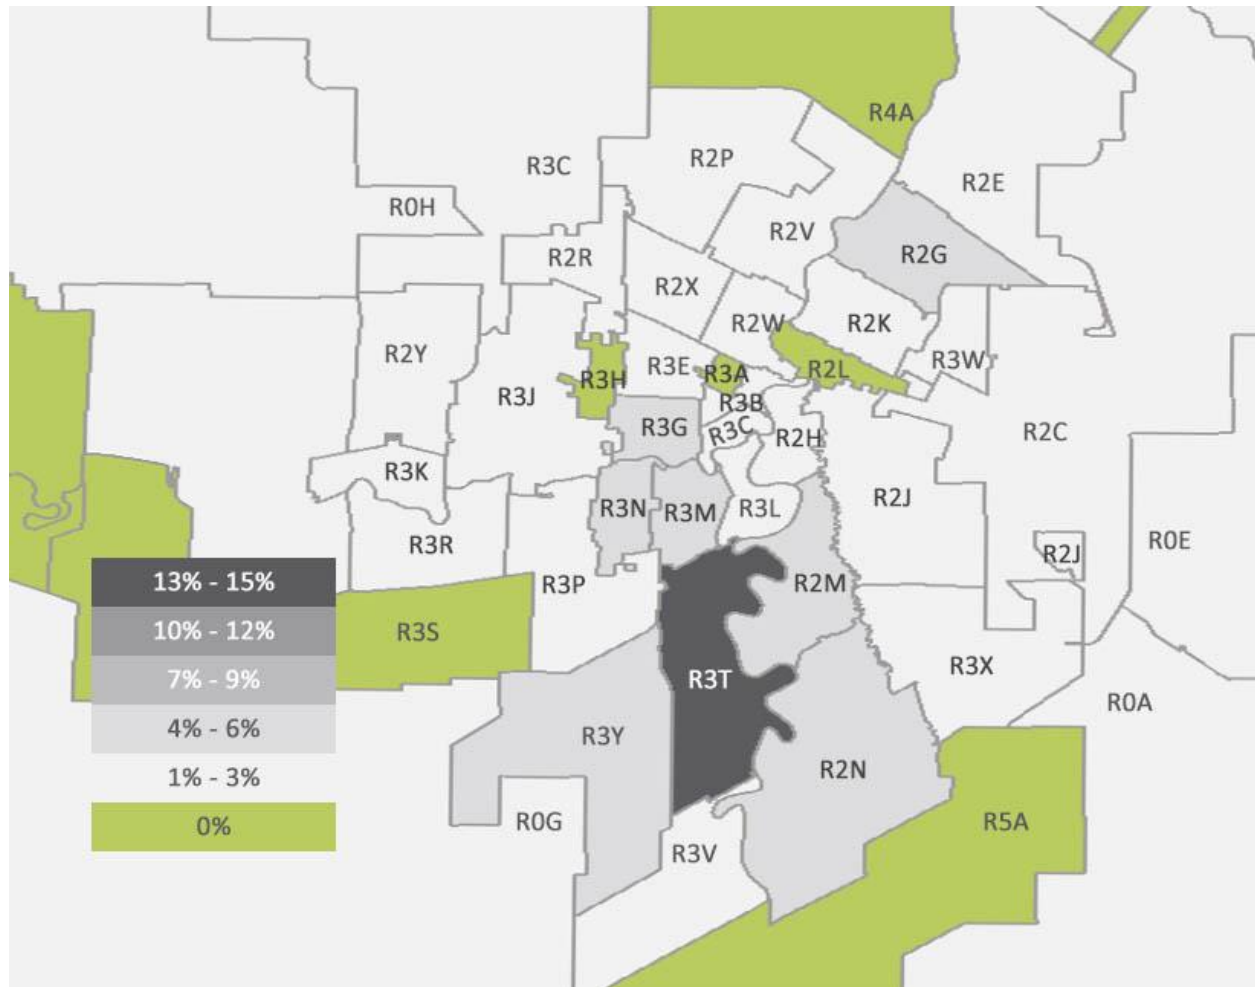 R4A
R2P
R3C
R2E
R0H
R2V
R2G
R2R
R2X
R2W
R2K
R2Y
R3W
R3E
R3A
R2L
R3H
R3J
R3B
R3G
R3C
R2H
R2C
R3K
R2J
R3N
R3M
R3L
R3R
R0E
R2J
13% - 15%
R3P
R2M
10% - 12%
R3S
R3X
7% - 9%
R3T
R0A
4% - 6%
R3Y
R2N
1% - 3%
0%
R0G
R5A
R3V